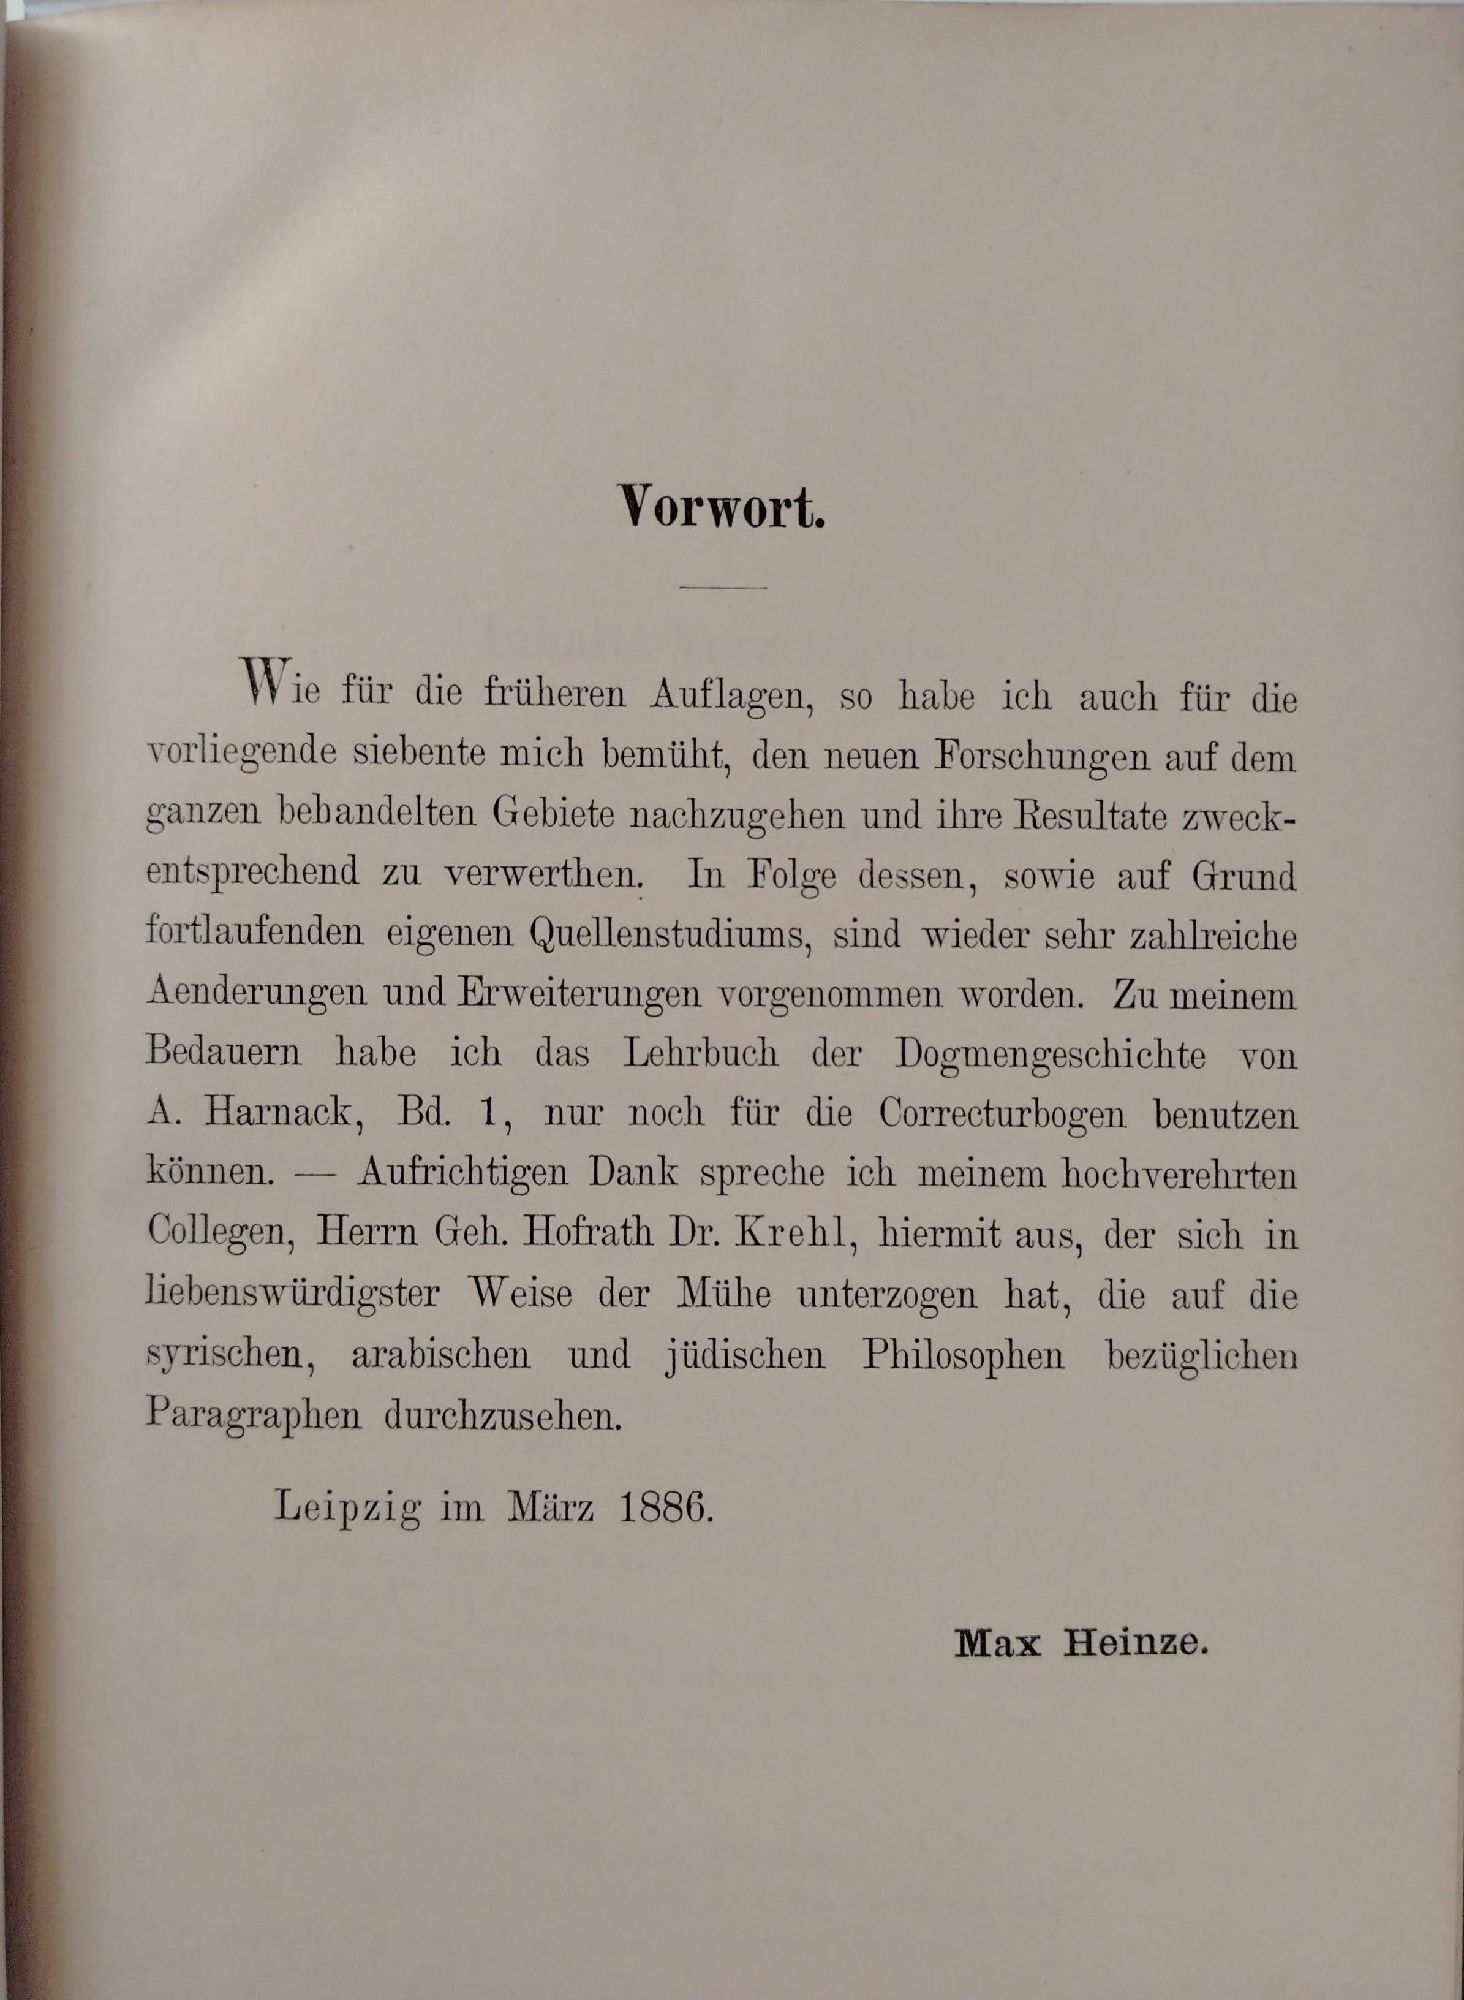 Vorwort.
Wie für die früheren Auflagen, so habe ich auch für die
vorliegende siebente mich bemüht, den neuen Forschungen auf dem
ganzen behandelten Gebiete nachzugehen und ihre Resultate zweck-
entsprechend zu verwerthen. In Folge dessen, sowie auf Grund
fortlaufenden eigenen Quellenstudiums, sind wieder sehr zahlreiche
Aenderungen und Erweiterungen vorgenommen worden. Zu meinem
Bedauern habe ich das Lehrbuch der Dogmengeschichte von
A. Harnack, Bd. 1, nur noch für die Correcturbogen benutzen
können. — Aufrichtigen Dank spreche ich meinem hochverehrten
Collegen, Herrn Geh. Hofrath Dr. Krehl, hiermit aus, der sich in
liebenswürdigster Weise der Mühe unterzogen hat, die auf die
syrischen, arabischen und jüdischen Philosophen bezüglichen
Paragraphen durchzusehen.
Leipzig im März 1886.
Max Heinze.